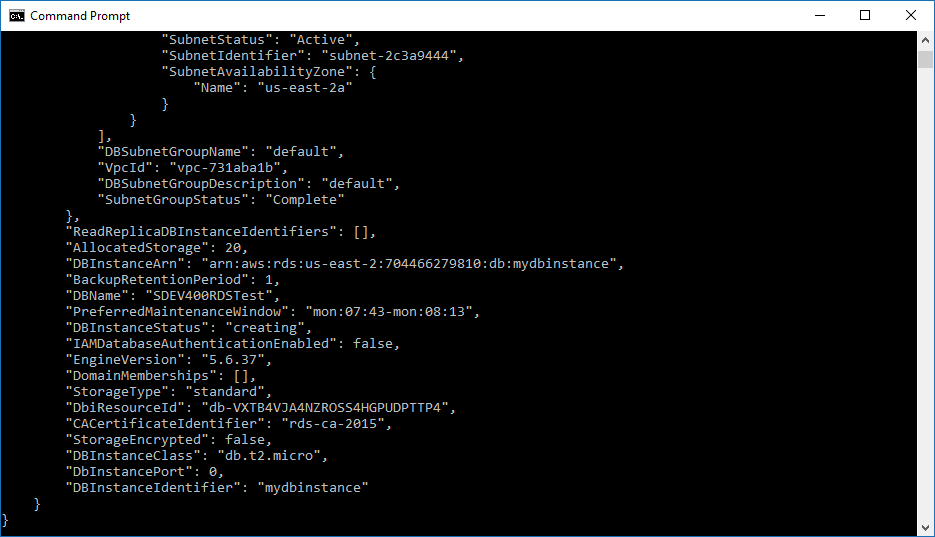 Command Prompt
"SubnetStatus": "Active",
"SubnetIdentifier": "subnet-2c3a9444",
"SubnetAvailabilityZone": {
"Name": "us-east-2a"
}
}
],
"DBSubnetGroupName": "default",
"VpcId": "vpc-731aba1b",
"DBSubnetGroupDescription": "default",
"SubnetGroupStatus": "Complete"
},
"ReadReplicaDBInstanceIdentifiers": [],
"AllocatedStorage": 20,
"DBInstanceArn": "arn:aws:rds:us-east-2:704466279810:db:mydbinstance",
"BackupRetentionPeriod": 1,
"DBName": "SDEV400RDSTest",
"PreferredMaintenanceWindow": "mon:07:43-mon:08:13",
"DBInstanceStatus": "creating",
"IAMDatabaseAuthenticationEnabled": false,
"EngineVersion": "5.6.37",
"DomainMemberships": [],
"StorageType": "standard",
"DbiResourceId": "db-VXTB4VJA4NZROSS4HGPUDPTTP4",
"CACertificateIdentifier": "rds-ca-2015",
"StorageEncrypted": false,
"DBInstanceClass": "db.t2.micro",
"DbInstancePort": 0,
"DBInstanceIdentifier": "mydbinstance"
}
}